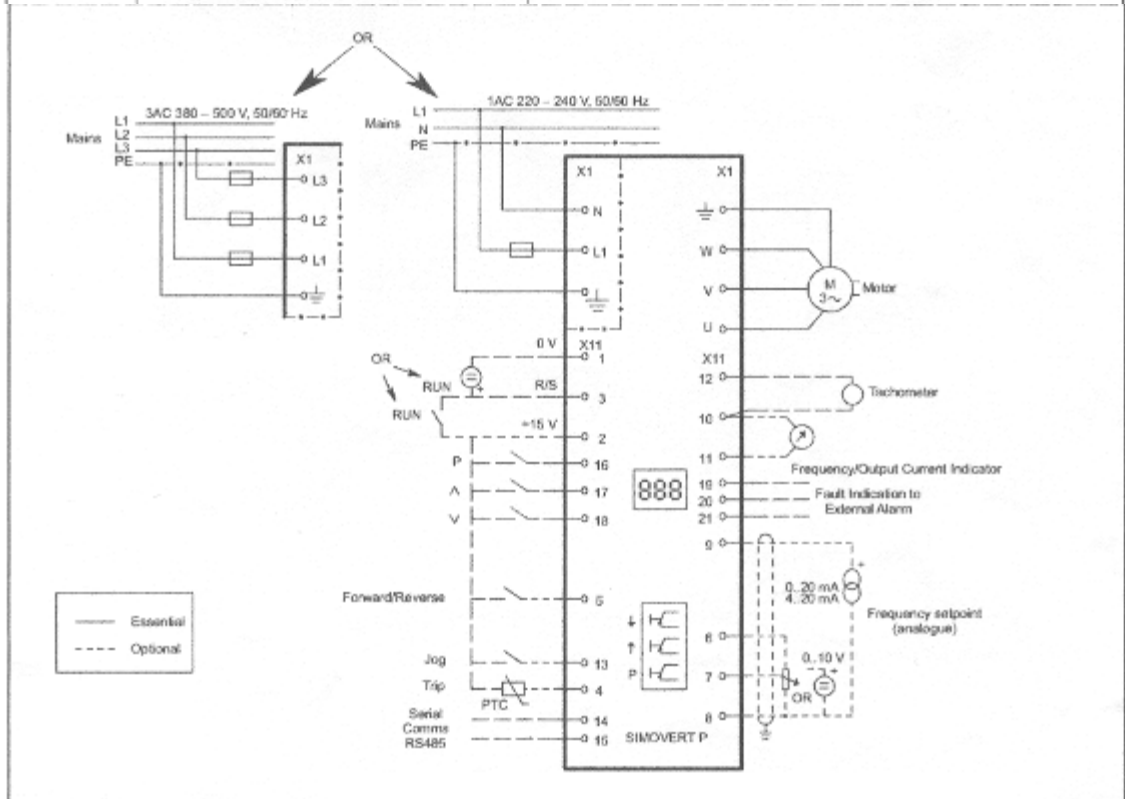 OR
3AC 380 – 500 V, 50/60 Hz
Mains
L1
L2
L3
PE
X1
L3
L2
L1
1AC 220 – 240 V, 50/60 Hz
Mains
L1
N
PE
X1
X1
N
L1
W
V
U
M
3~
Motor
OR
RUN
RUN
0 V
R/S
≈15 V
X11
1
3
2
P
16
Λ
17
V
18
Forward/Reverse
5
Jog
13
Trip
PTC
4
Serial
Comms
RS485
14
15
888
↓
↑
P
SIMOVERT P
X11
12
Tachometer
10
11
Frequency/Output Current Indicator
19
20
21
Fault Indication to
External Alarm
9
0..20 mA
4..20 mA
+
Frequency setpoint
(analogue)
6
7
8
0..10 V
+
OR
Essential
Optional